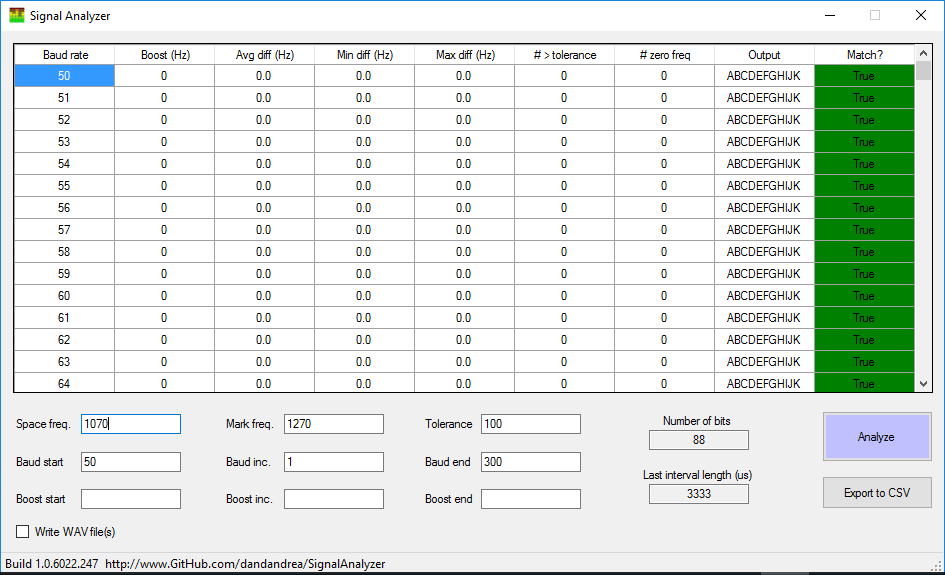 Signal Analyzer
Baud rate Boost (Hz) Avg diff (Hz) Min diff (Hz) Max diff (Hz) # > tolerance # zero freq Output Match?
50 0 0.0 0.0 0.0 0 0 ABCDEFGHIJK True
51 0 0.0 0.0 0.0 0 0 ABCDEFGHIJK True
52 0 0.0 0.0 0.0 0 0 ABCDEFGHIJK True
53 0 0.0 0.0 0.0 0 0 ABCDEFGHIJK True
54 0 0.0 0.0 0.0 0 0 ABCDEFGHIJK True
55 0 0.0 0.0 0.0 0 0 ABCDEFGHIJK True
56 0 0.0 0.0 0.0 0 0 ABCDEFGHIJK True
57 0 0.0 0.0 0.0 0 0 ABCDEFGHIJK True
58 0 0.0 0.0 0.0 0 0 ABCDEFGHIJK True
59 0 0.0 0.0 0.0 0 0 ABCDEFGHIJK True
60 0 0.0 0.0 0.0 0 0 ABCDEFGHIJK True
61 0 0.0 0.0 0.0 0 0 ABCDEFGHIJK True
62 0 0.0 0.0 0.0 0 0 ABCDEFGHIJK True
63 0 0.0 0.0 0.0 0 0 ABCDEFGHIJK True
64 0 0.0 0.0 0.0 0 0 ABCDEFGHIJK True
Space freq. 1070 Mark freq. 1270 Tolerance 100
Number of bits
88
Analyze
Baud start 50 Baud inc. 1 Baud end 300
Last interval length (us)
3333
Export to CSV
Boost start Boost inc. Boost end
Write WAV file(s)
Build 1.0.6022.247 http://www.GitHub.com/dandandrea/SignalAnalyzer